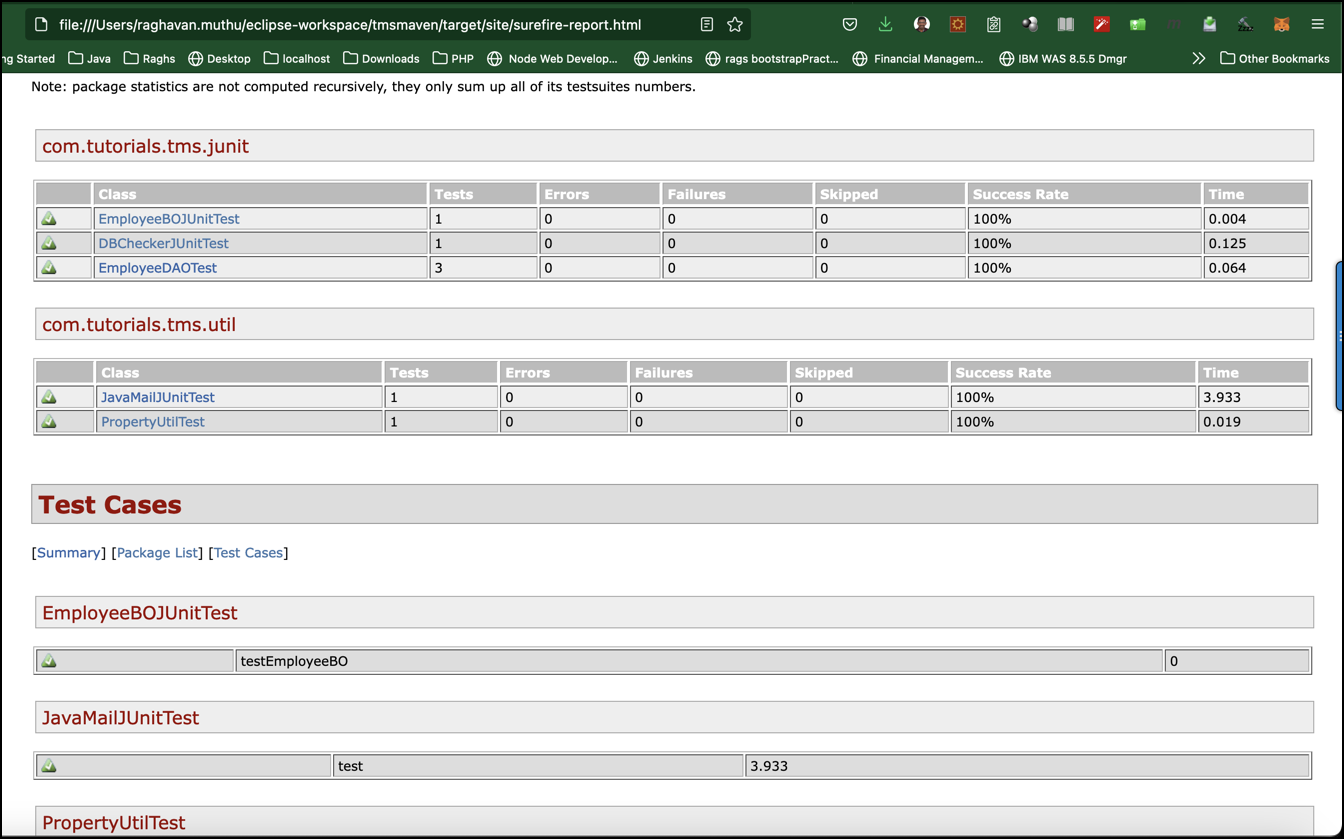 file:///Users/raghavan.muthu/eclipse-workspace/tmsmaven/target/site/surefire-report.html
ng Started Java Raghs Desktop localhost Downloads PHP Node Web Develop... Jenkins rags bootstrapPract... Financial Managem... IBM WAS 8.5.5 Dmgr Other Bookmarks
Note: package statistics are not computed recursively, they only sum up all of its testsuites numbers.
com.tutorials.tms.junit
Class Tests Errors Failures Skipped Success Rate Time
EmployeeBOJUnitTest 1 0 0 0 100% 0.004
DBCheckerJUnitTest 1 0 0 0 100% 0.125
EmployeeDAOTest 3 0 0 0 100% 0.064
com.tutorials.tms.util
Class Tests Errors Failures Skipped Success Rate Time
JavaMailJUnitTest 1 0 0 0 100% 3.933
PropertyUtilTest 1 0 0 0 100% 0.019
Test Cases
[Summary] [Package List] [Test Cases]
EmployeeBOJUnitTest
testEmployeeBO 0
JavaMailJUnitTest
test 3.933
PropertyUtilTest